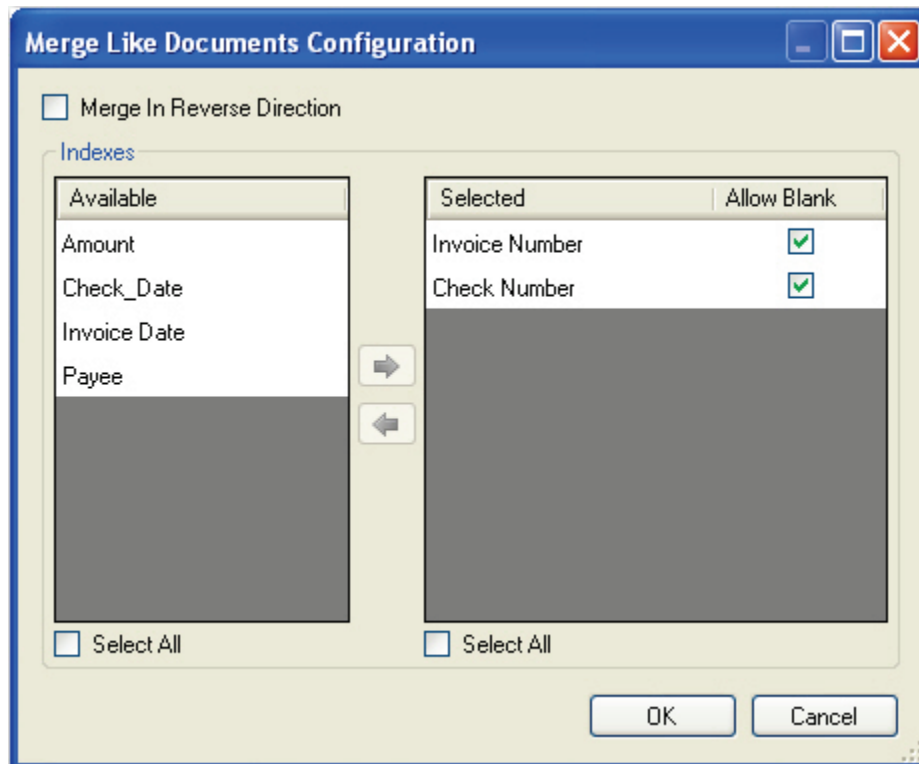 Merge Like Documents Configuration
Merge In Reverse Direction
Indexes
Available
Amount
Check_Date
Invoice Date
Payee
Select All
Selected Allow Blank
Invoice Number
Check Number
Select All
OK Cancel